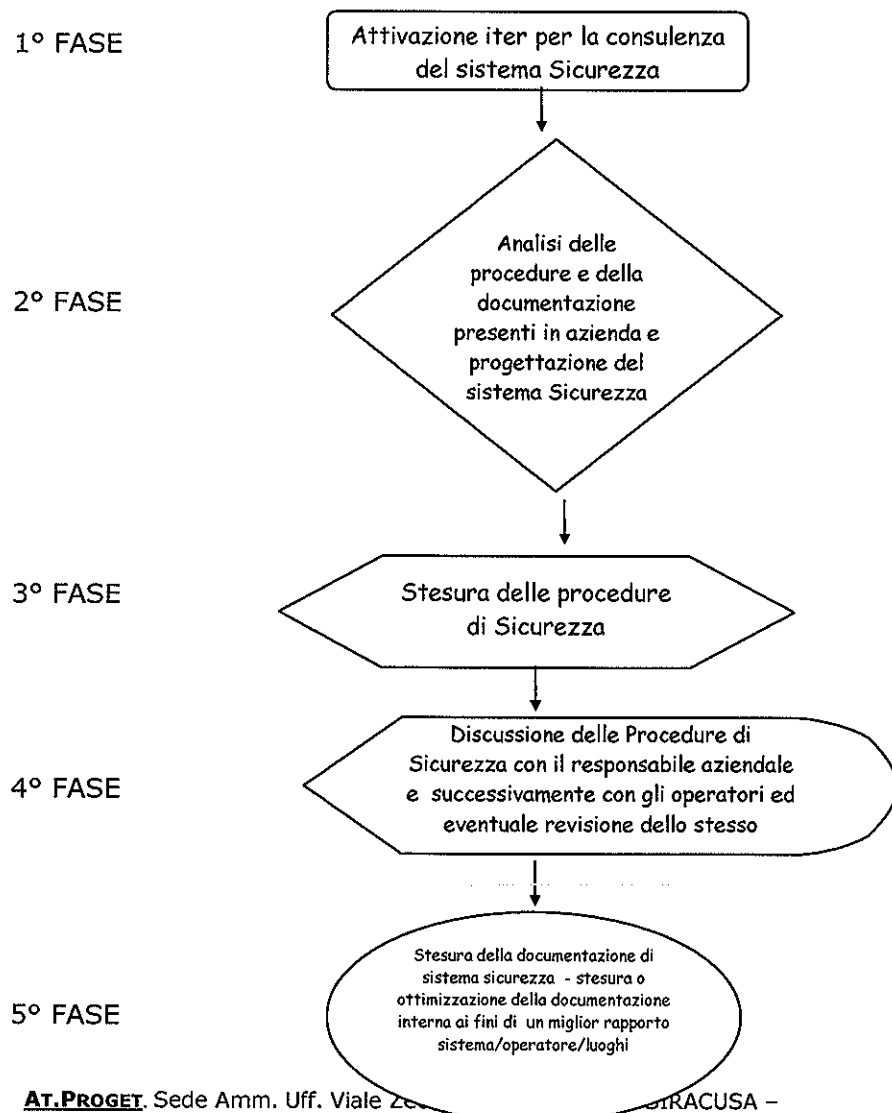 1° FASE
Attivazione iter per la consulenza
del sistema Sicurezza
2° FASE
Analisi delle
procedure e della
documentazione
presenti in azienda e
progettazione del
sistema Sicurezza
3° FASE
Stesura delle procedure
di Sicurezza
4° FASE
Discussione delle Procedure di
Sicurezza con il responsabile aziendale
e successivamente con gli operatori ed
eventuale revisione dello stesso
5° FASE
Stesura della documentazione di
sistema sicurezza - stesura o
ottimizzazione della documentazione
interna ai fini di un miglior rapporto
sistema/operatore/luoghi
AT.PROGET. Sede Amm. Uff. Viale SIRACUSA –